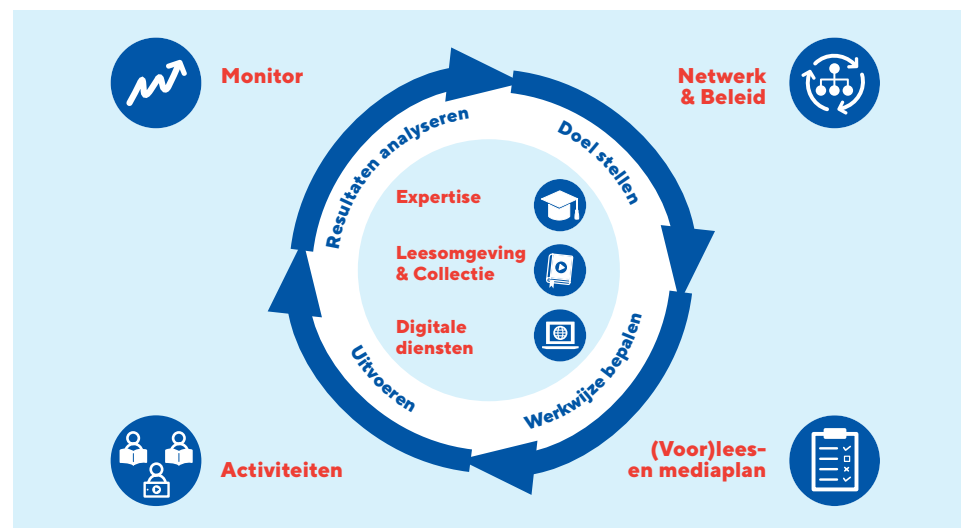 Monitor
Netwerk
& Beleid
Resultaten analyseren
Doel stellen
Expertise
Leesomgeving
& Collectie
Digitale
diensten
Uitvoeren
Werkwijze bepalen
Activiteiten
(Voor)lees-
en mediaplan